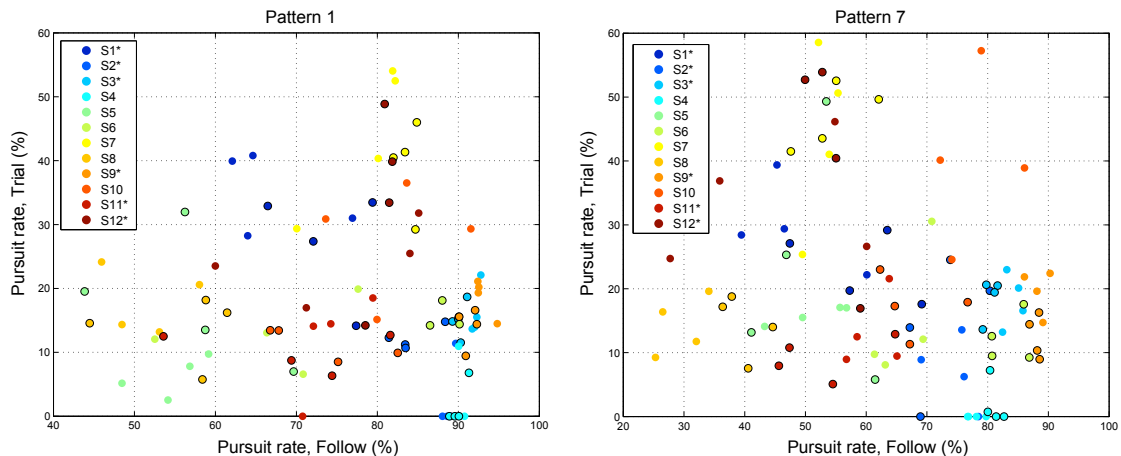 Pattern 1
60
50
40
30
20
10
0
Pursuit rate, Trial (%)
S1*
S2*
S3*
S4
S5
S6
S7
S8
S9*
S10
S11*
S12*
40 50 60 70 80 90 100
Pursuit rate, Follow (%)
Pattern 7
60
50
40
30
20
10
0
Pursuit rate, Trial (%)
S1*
S2*
S3*
S4
S5
S6
S7
S8
S9*
S10
S11*
S12*
20 30 40 50 60 70 80 90 100
Pursuit rate, Follow (%)